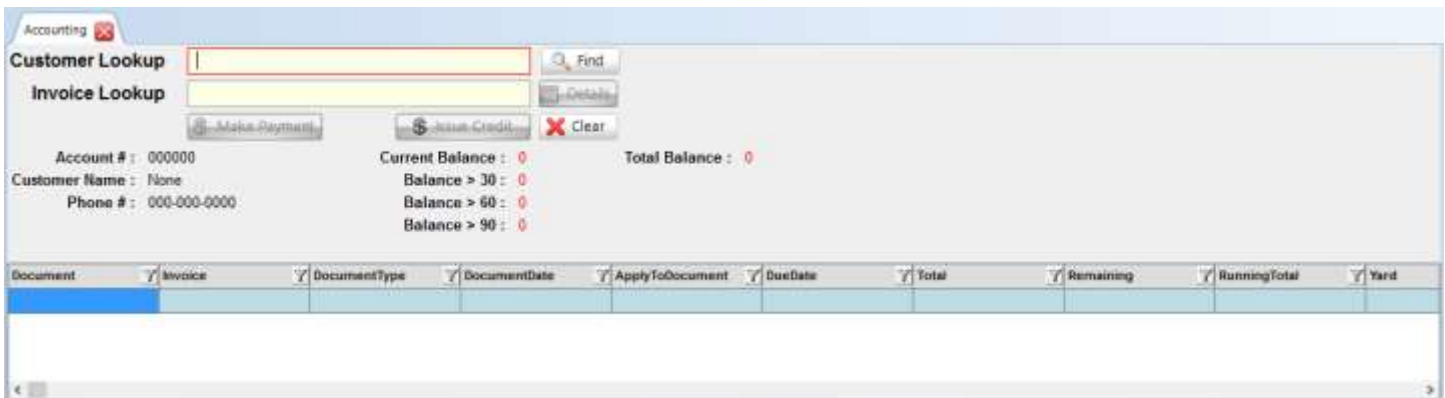 Accounting
Customer Lookup Find
Invoice Lookup Details
Make Payment Issue Credit Clear
Account # : 000000 Current Balance : 0 Total Balance : 0
Customer Name : None Balance > 30 : 0
Phone # : 000-000-0000 Balance > 60 : 0
Balance > 90 : 0
Document Invoice DocumentType DocumentDate ApplyToDocument DueDate Total Remaining RunningTotal Yard